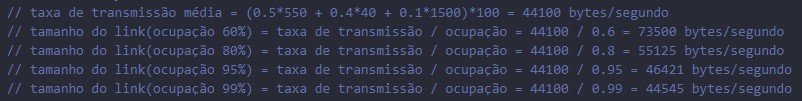 // taxa de transmissão média = (0.5*550 + 0.4*40 + 0.1*1500)*100 = 44100 bytes/segundo
// tamanho do link(ocupação 60%) = taxa de transmissão / ocupação = 44100 / 0.6 = 73500 bytes/segundo
// tamanho do link(ocupação 80%) = taxa de transmissão / ocupação = 44100 / 0.8 = 55125 bytes/segundo
// tamanho do link(ocupação 95%) = taxa de transmissão / ocupação = 44100 / 0.95 = 46421 bytes/segundo
// tamanho do link(ocupação 99%) = taxa de transmissão / ocupação = 44100 / 0.99 = 44545 bytes/segundo